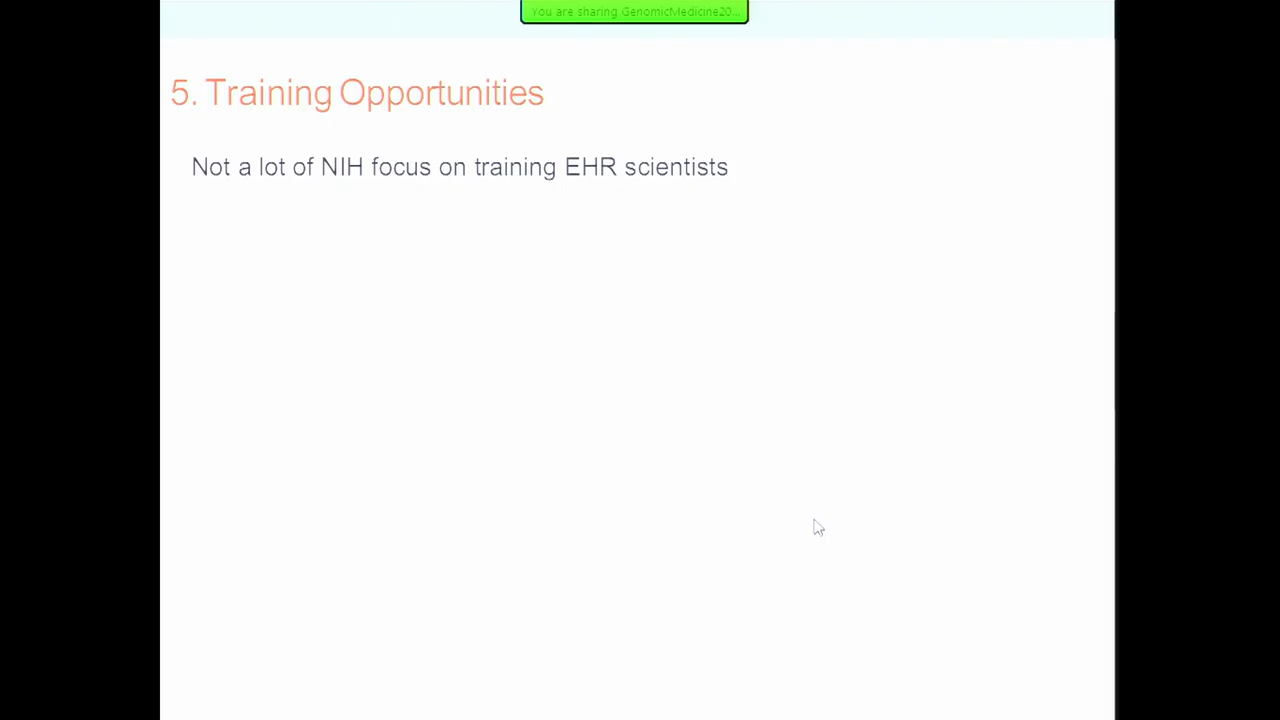 You are sharing GenomicMedicine20...
5. Training Opportunities
Not a lot of NIH focus on training EHR scientists